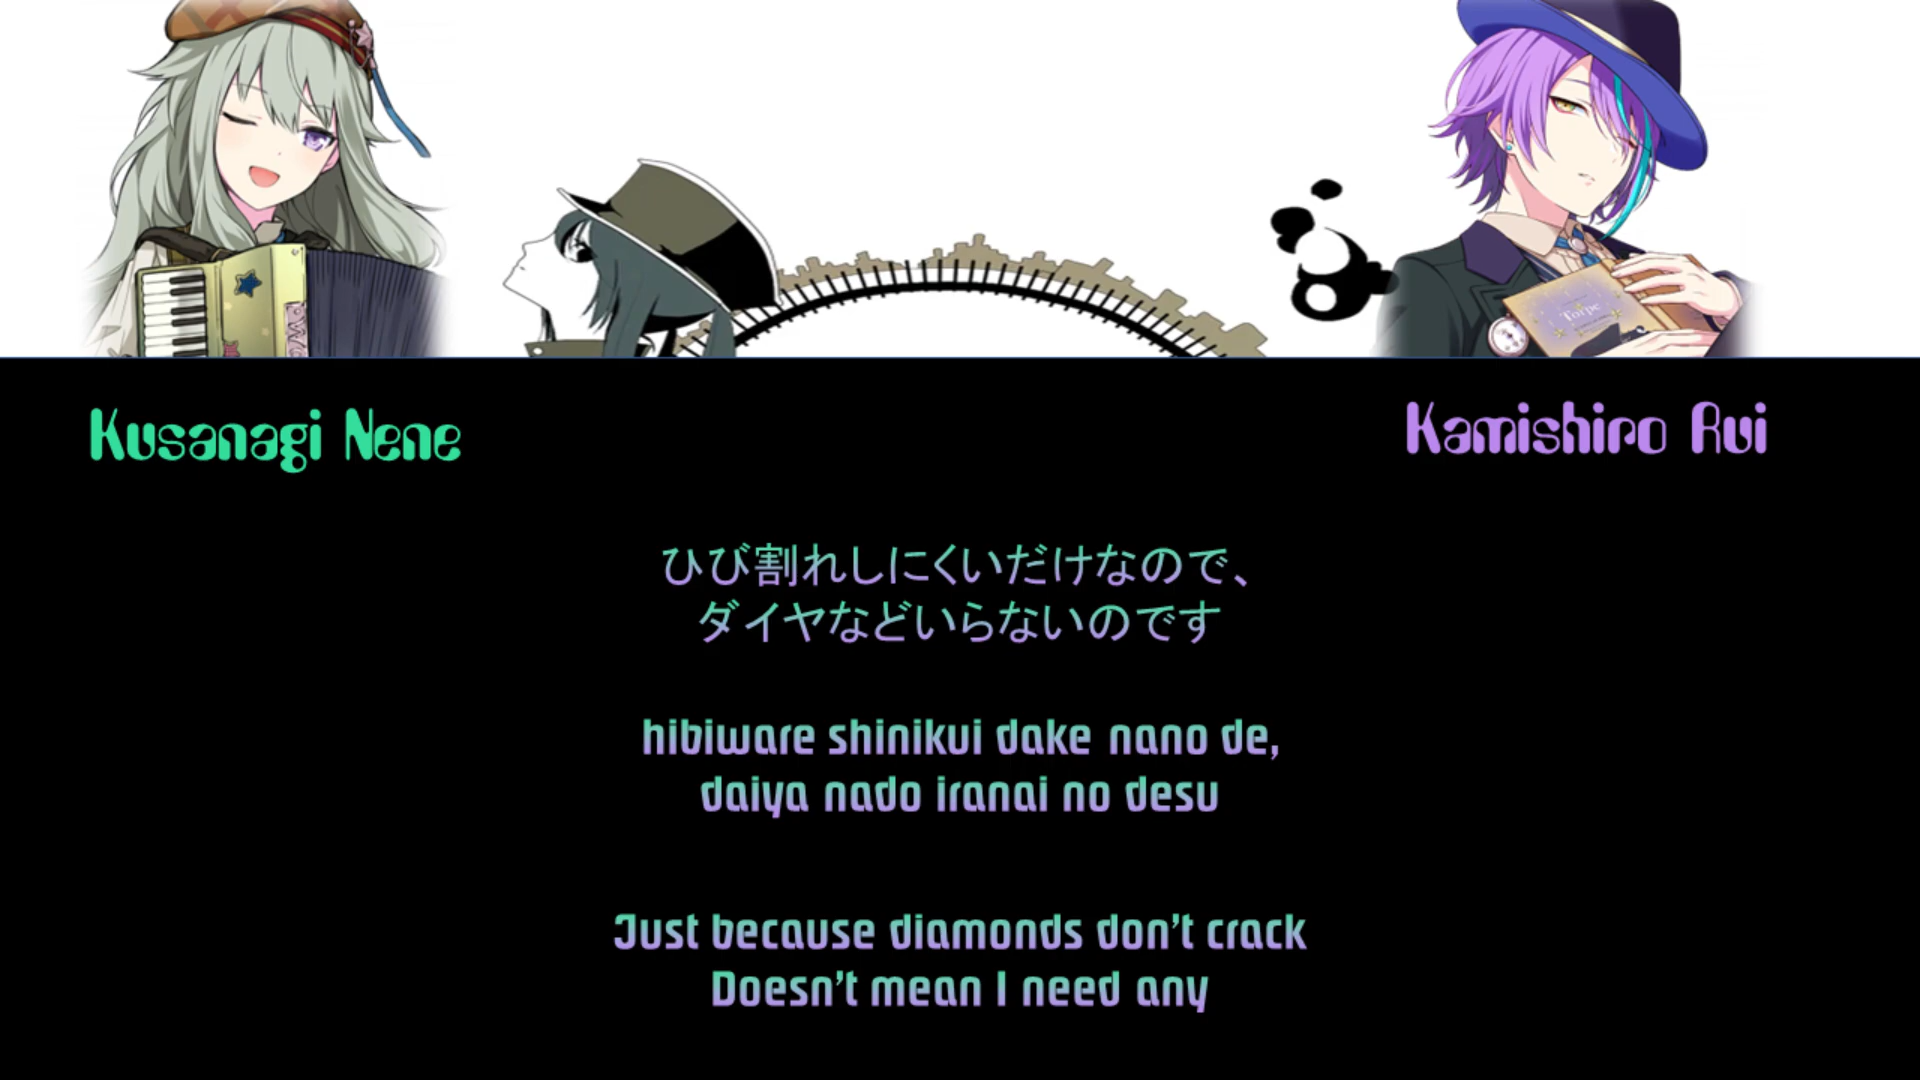 Torpe
Kusanagi Nene
Kamishiro Rui
ひび割れしにくいだけなので、
ダイヤなどいらないのです
hibiware shinikui dake nano de,
daiya nado iranai no desu
Just because diamonds don't crack
Doesn't mean I need any